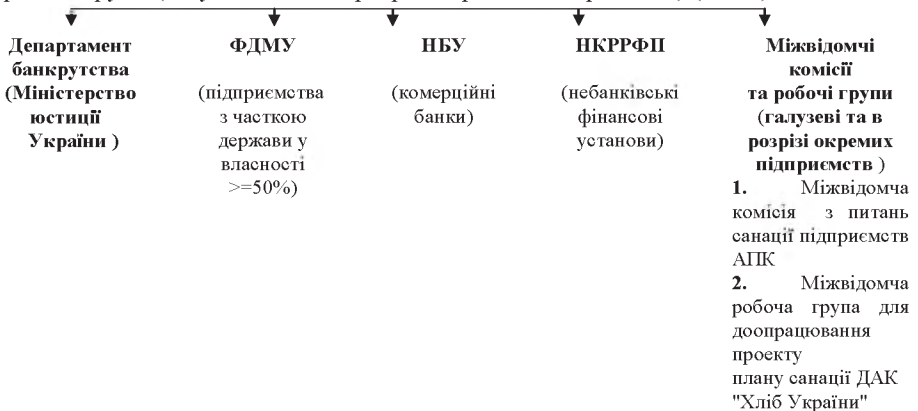 Департамент
банкрутства
(Міністерство
юстиції
України )
ФДМУ
(підприємства
з часткою
держави у
власності
>=50%)
НБУ
(комерційні
банки)
НКРРФП
(небанківські
фінансові
установи)
Міжвідомчі
комісії
та робочі групи
(галузеві та в
розрізі окремих
підприємств )
1. Міжвідомча
комісія з питань
санації підприємств
АПК
2. Міжвідомча
робоча група для
доопрацювання
проекту
плану санації ДАК
"Хліб України"